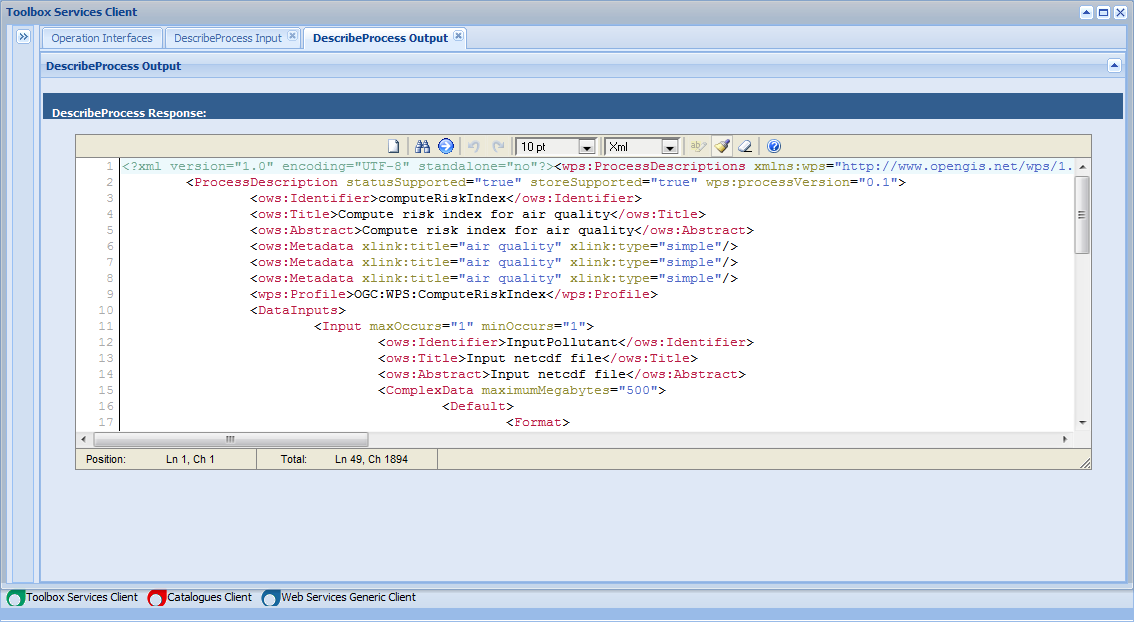 Toolbox Services Client
Operation Interfaces DescribeProcess Input DescribeProcess Output
DescribeProcess Output
DescribeProcess Response:
10 pt Xml
1 <?xml version="1.0" encoding="UTF-8" standalone="no"?><wps:ProcessDescriptions xmlns:wps="http://www.opengis.net/wps/1.
2 <ProcessDescription statusSupported="true" storeSupported="true" wps:processVersion="0.1">
3 <ows:Identifier>computeRiskIndex</ows:Identifier>
4 <ows:Title>Compute risk index for air quality</ows:Title>
5 <ows:Abstract>Compute risk index for air quality</ows:Abstract>
6 <ows:Metadata xlink:title="air quality" xlink:type="simple"/>
7 <ows:Metadata xlink:title="air quality" xlink:type="simple"/>
8 <ows:Metadata xlink:title="air quality" xlink:type="simple"/>
9 <wps:Profile>OGC:WPS:ComputeRiskIndex</wps:Profile>
10 <DataInputs>
11 <Input maxOccurs="1" minOccurs="1">
12 <ows:Identifier>InputPollutant</ows:Identifier>
13 <ows:Title>Input netcdf file</ows:Title>
14 <ows:Abstract>Input netcdf file</ows:Abstract>
15 <ComplexData maximumMegabytes="500">
16 <Default>
17 <Format>
Position: Ln 1, Ch 1 Total: Ln 49, Ch 1894
Toolbox Services Client Catalogues Client Web Services Generic Client